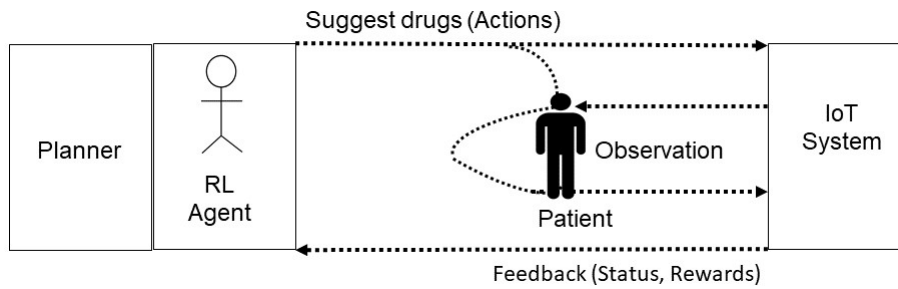 Suggest drugs (Actions)
Planner
RL
Agent
Observation
Patient
IoT
System
Feedback (Status, Rewards)